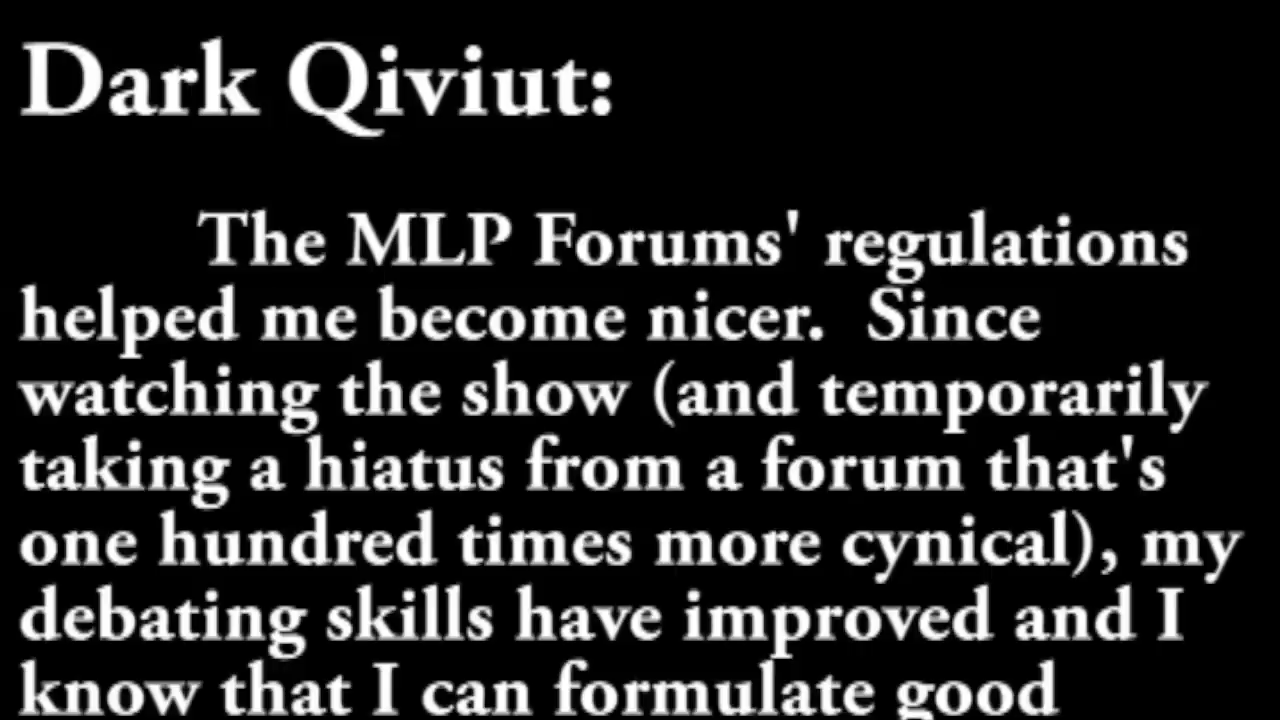 Dark Qiviut:
The MLP Forums' regulations
helped me become nicer.  Since
watching the show (and temporarily
taking a hiatus from a forum that's
one hundred times more cynical), my
debating skills have improved and I
know that I can formulate good